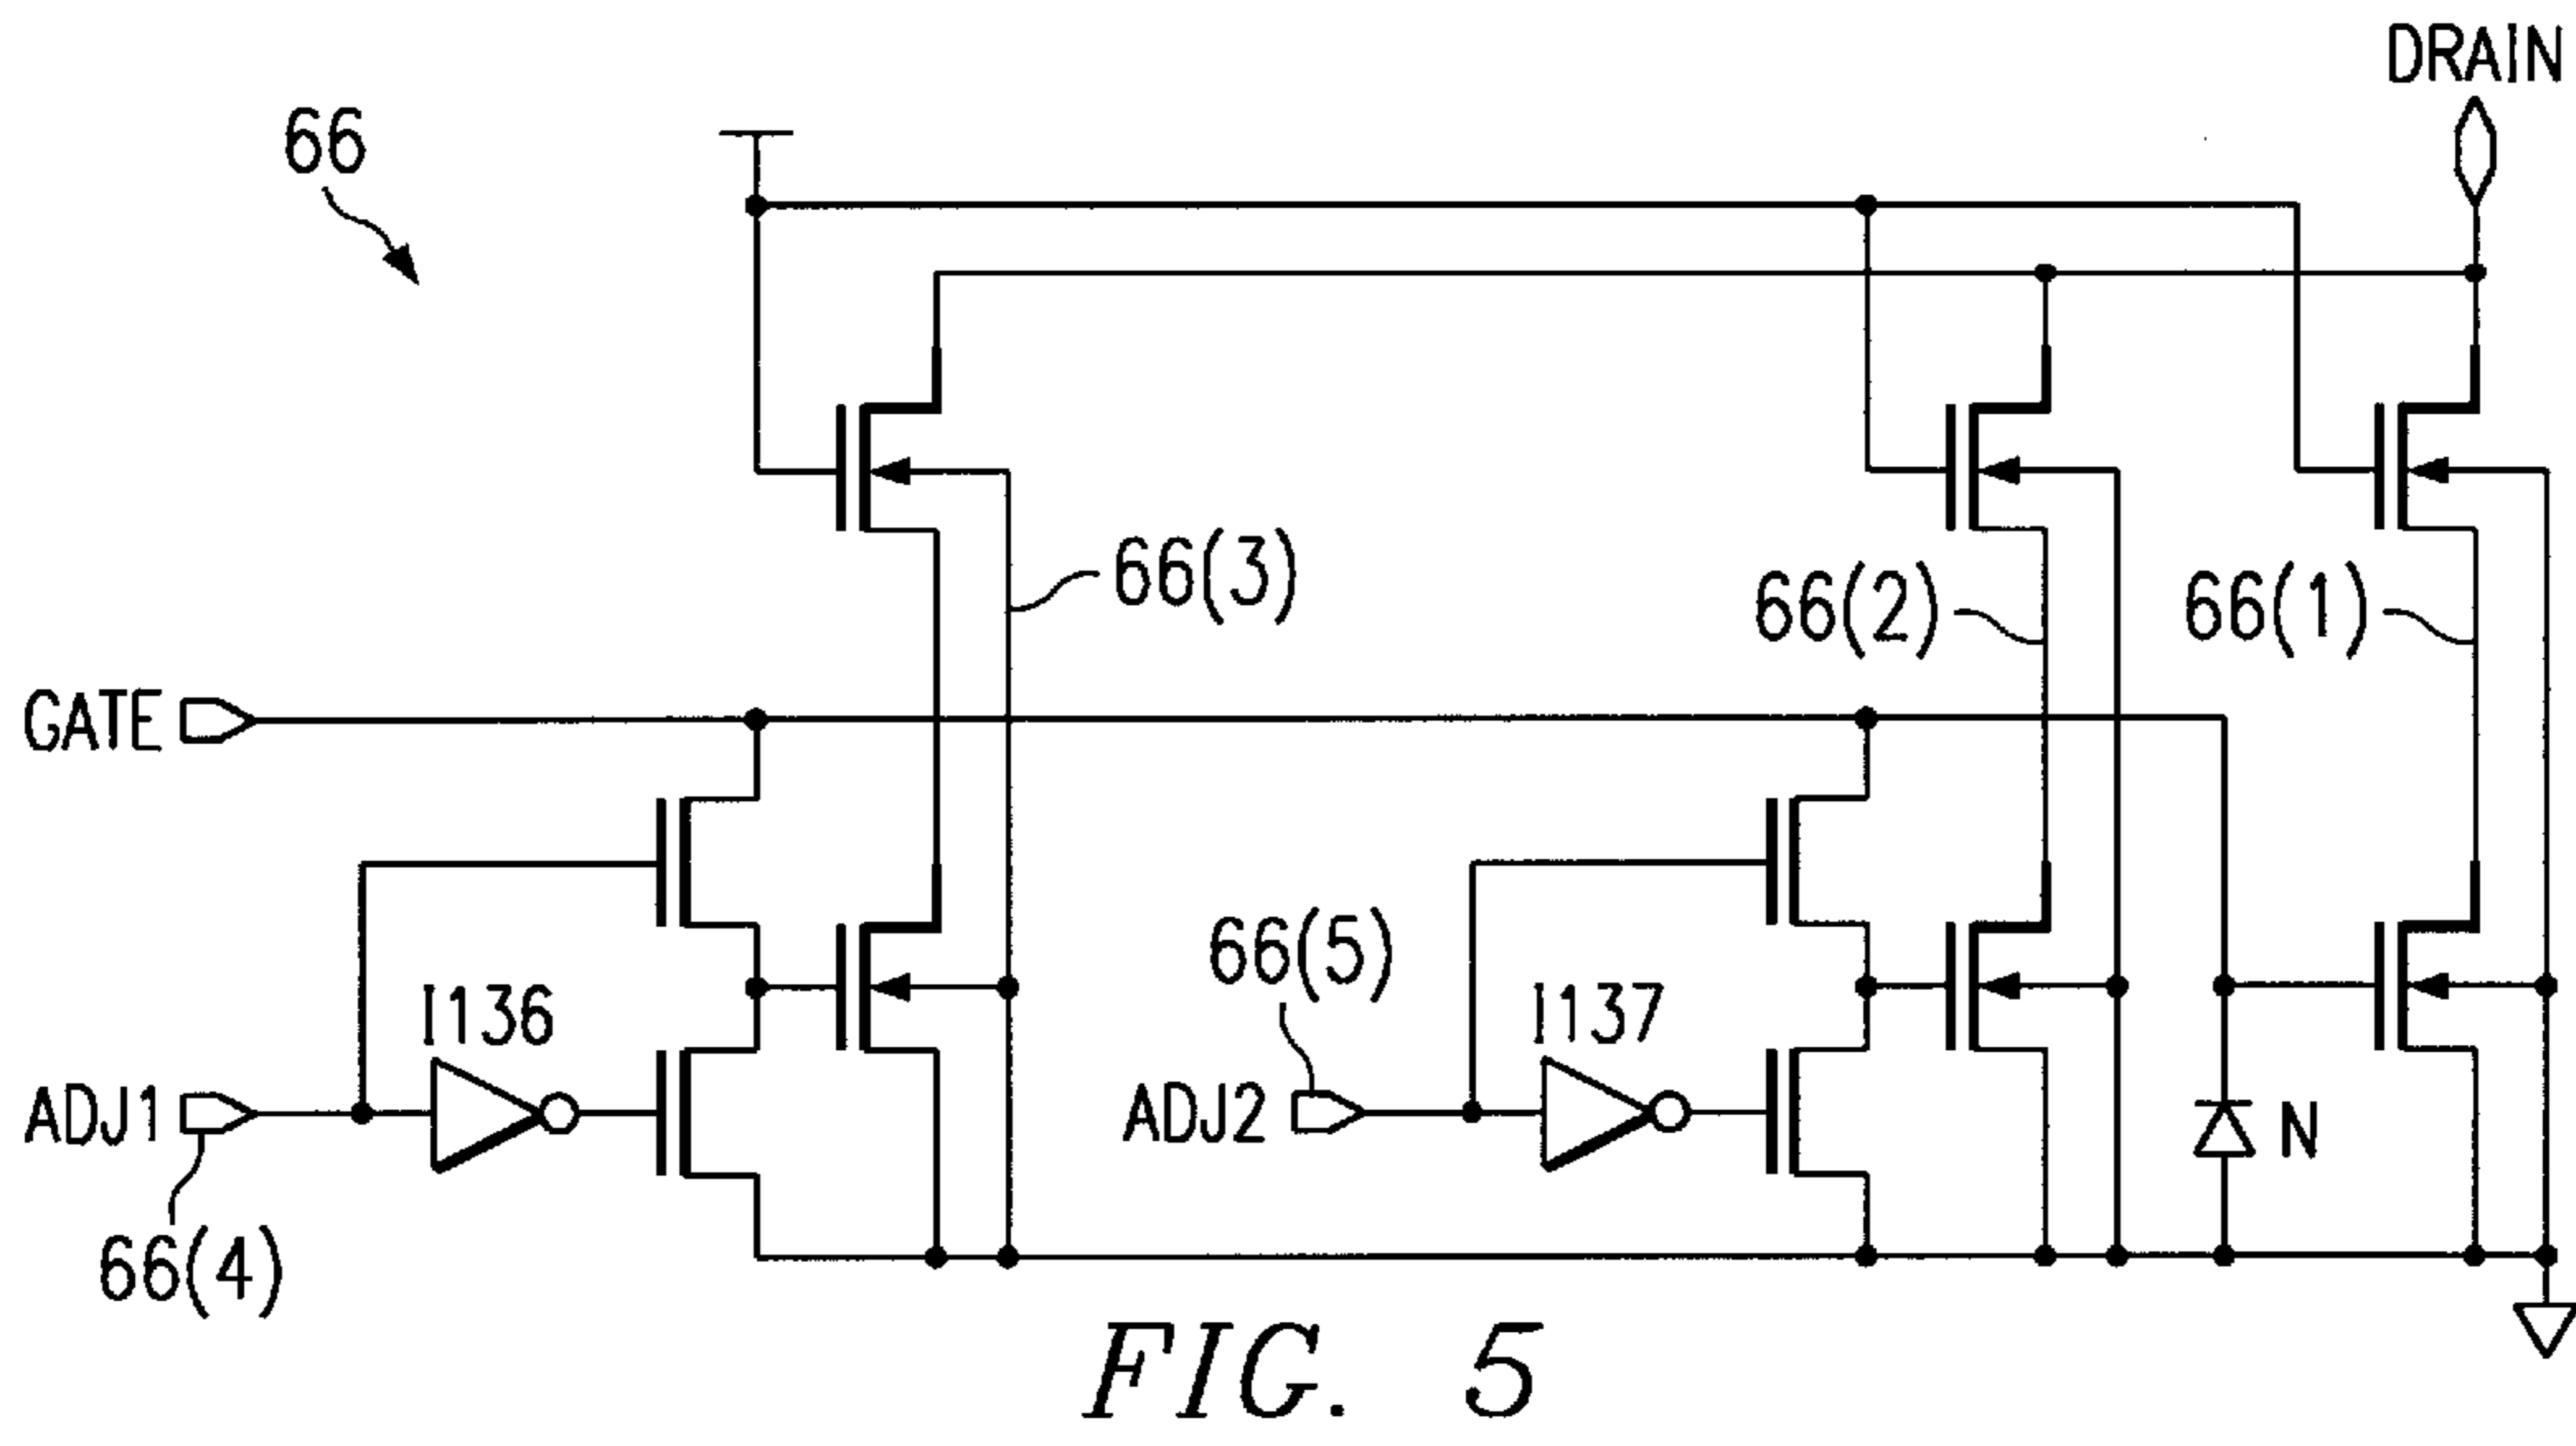 DRAIN
66
66(3)
66(2)
66(1)
GATE
66(5)
I136
I137
ADJ1
ADJ2
N
66(4)
FIG. 5